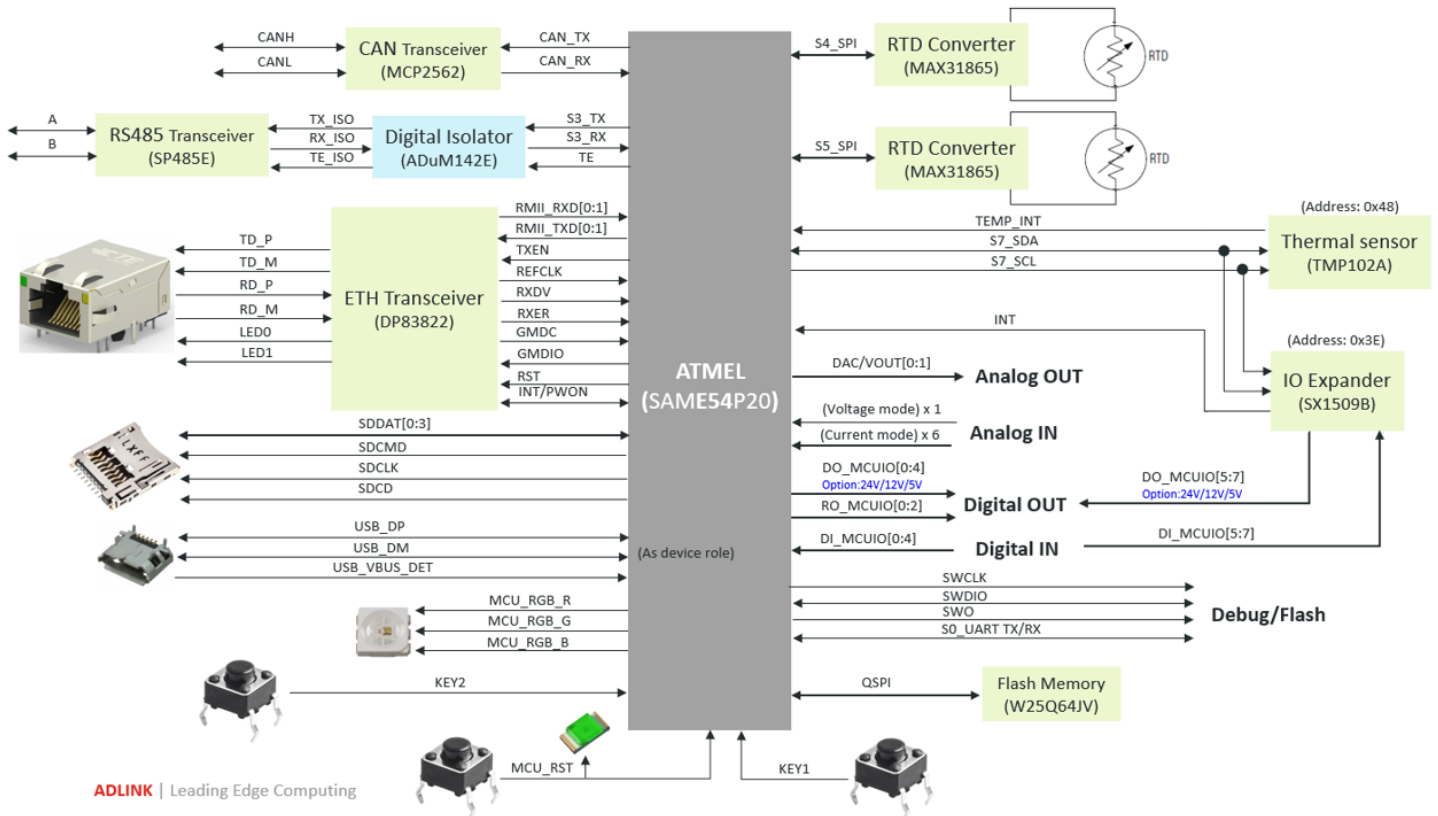 CANH
CANL
CAN Transceiver
(MCP2562)
CAN_TX
CAN_RX
A
B
RS485 Transceiver
(SP485E)
TX_ISO
RX_ISO
TE_ISO
Digital Isolator
(ADuM142E)
S3_TX
S3_RX
TE
TD_P
TD_M
RD_P
RD_M
LED0
LED1
ETH Transceiver
(DP83822)
RMII_RXD[0:1]
RMII_TXD[0:1]
TXEN
REFCLK
RXDV
RXER
GMDC
GMDIO
RST
INT/PWON
SDDAT[0:3]
SDCMD
SDCLK
SDCD
LXFF
USB_DP
USB_DM
USB_VBUS_DET
MCU_RGB_R
MCU_RGB_G
MCU_RGB_B
KEY2
MCU_RST
KEY1
ATMEL
(SAME54P20)
(As device role)
S4_SPI
RTD Converter
(MAX31865)
RTD
S5_SPI
RTD Converter
(MAX31865)
RTD
(Address: 0x48)
TEMP_INT
S7_SDA
S7_SCL
Thermal sensor
(TMP102A)
INT
(Address: 0x3E)
IO Expander
(SX1509B)
DAC/VOUT[0:1]
Analog OUT
(Voltage mode) x 1
(Current mode) x 6
Analog IN
DO_MCUIO[0:4]
Option:24V/12V/5V
RO_MCUIO[0:2]
Digital OUT
DO_MCUIO[5:7]
Option:24V/12V/5V
DI_MCUIO[0:4]
Digital IN
DI_MCUIO[5:7]
SWCLK
SWDIO
SWO
S0_UART TX/RX
Debug/Flash
QSPI
Flash Memory
(W25Q64JV)
ADLINK | Leading Edge Computing